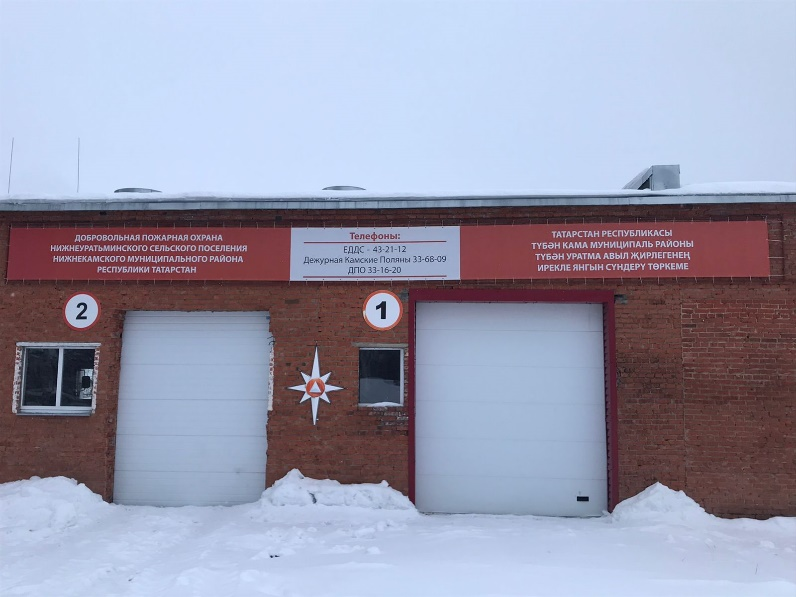 ДОБРОВОЛЬНАЯ ПОЖАРНАЯ ОХРАНА
НИЖНЕУРАТЬМИНСКОГО СЕЛЬСКОГО ПОСЕЛЕНИЯ
НИЖНЕКАМСКОГО МУНИЦИПАЛЬНОГО РАЙОНА
РЕСПУБЛИКИ ТАТАРСТАН
Телефоны:
ЕДДС - 43-21-12
Дежурная Камские Поляны 33-68-09
ДПО 33-16-20
ТАТАРСТАН РЕСПУБЛИКАСЫ
ТҮБӘН КАМА МУНИЦИПАЛЬ РАЙОНЫ
ТҮБӘН УРАТМА АВЫЛ ҖИРЛЕГЕНЕҢ
ИРЕКЛЕ ЯНГЫН СҮНДЕРҮ ТӨРКЕМЕ
2
1